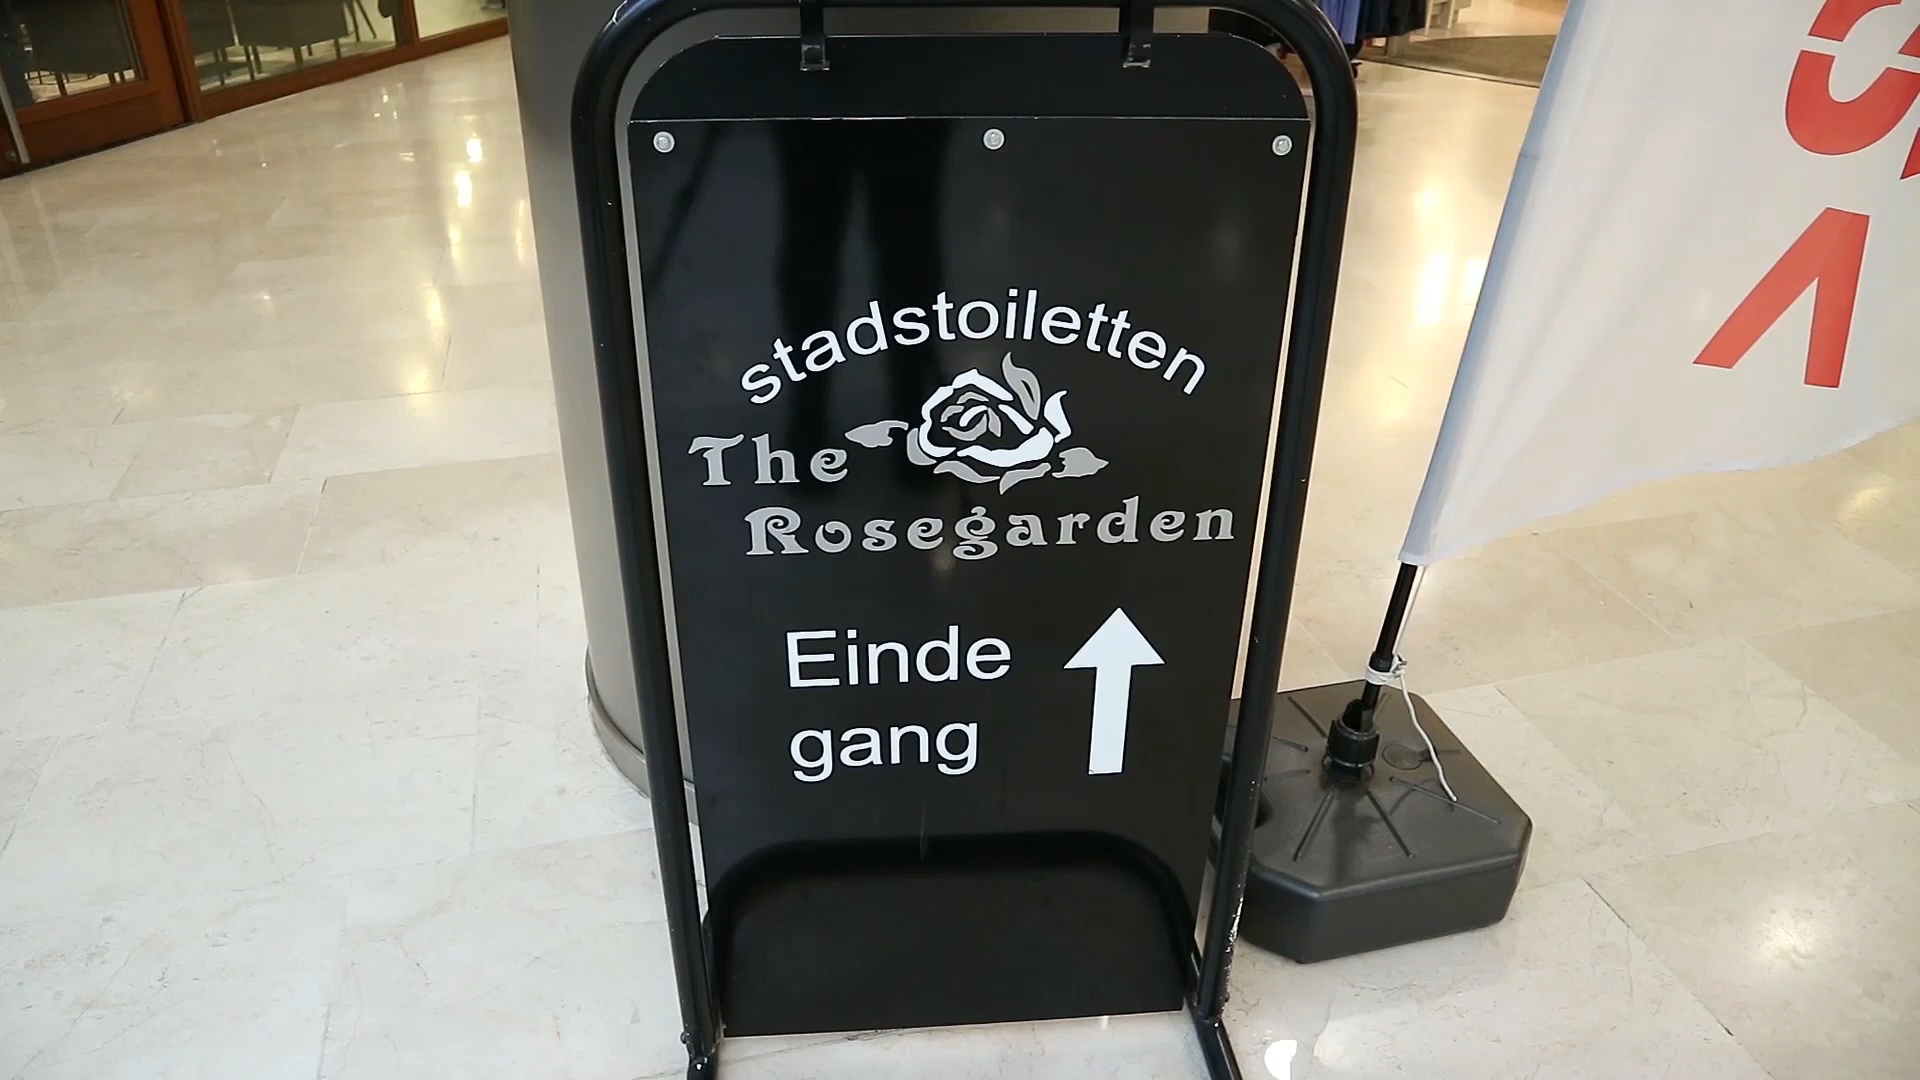 stadstoiletten
The
Rosegarden
Einde
gang